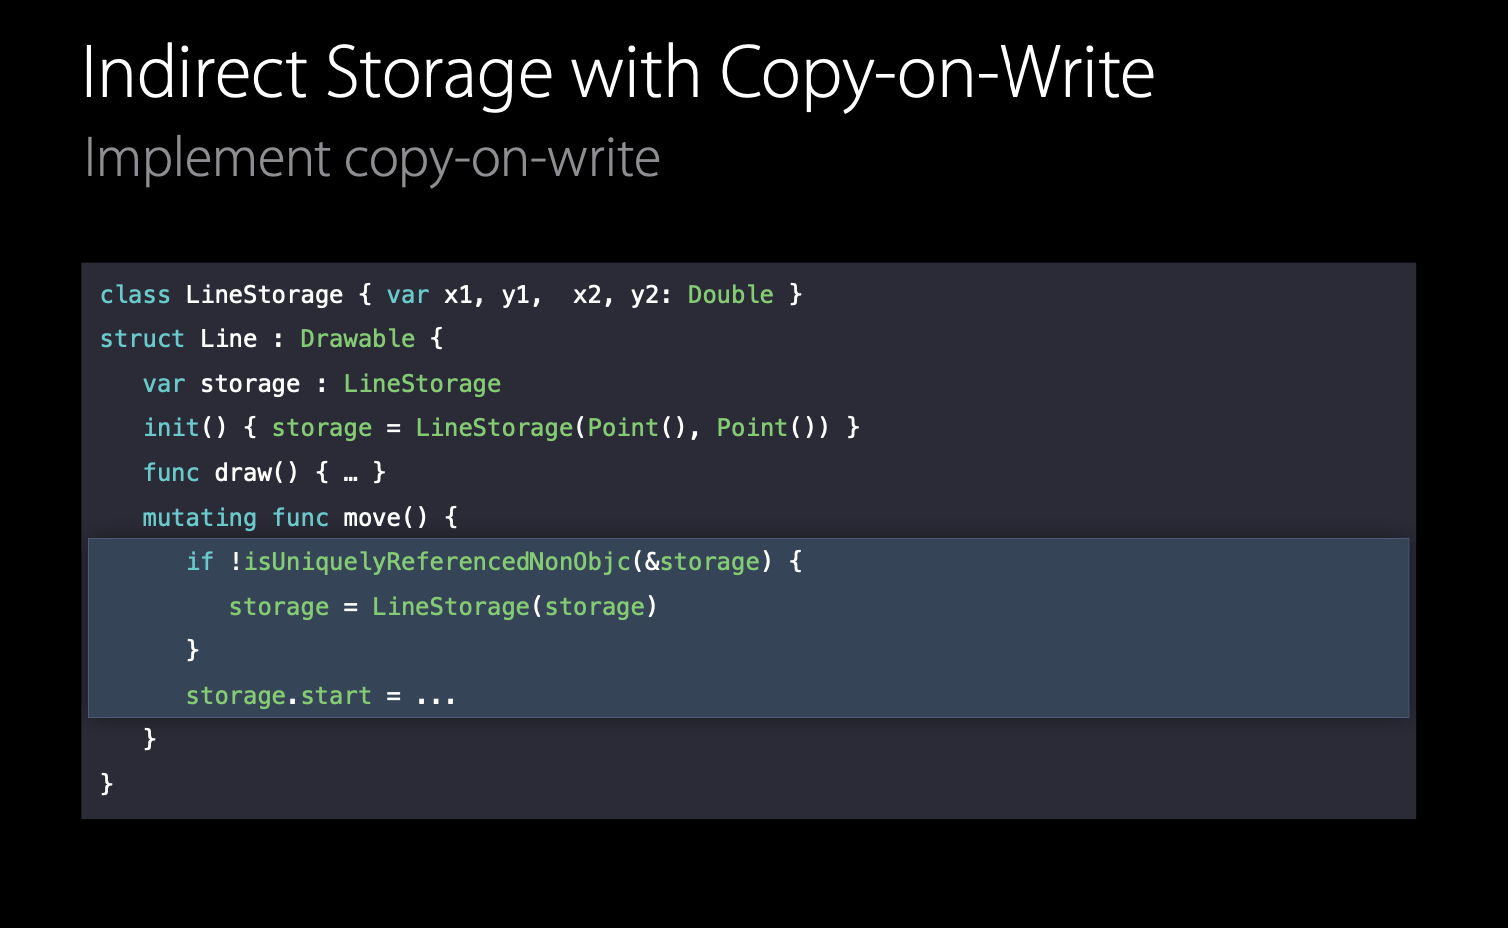 Indirect Storage with Copy-on-Write
Implement copy-on-write
class LineStorage { var x1, y1,  x2, y2: Double }
struct Line : Drawable {
   var storage : LineStorage
   init() { storage = LineStorage(Point(), Point()) }
   func draw() { … }
   mutating func move() {
      if !isUniquelyReferencedNonObjc(&storage) {
         storage = LineStorage(storage)
      }
      storage.start = ...
   }
}